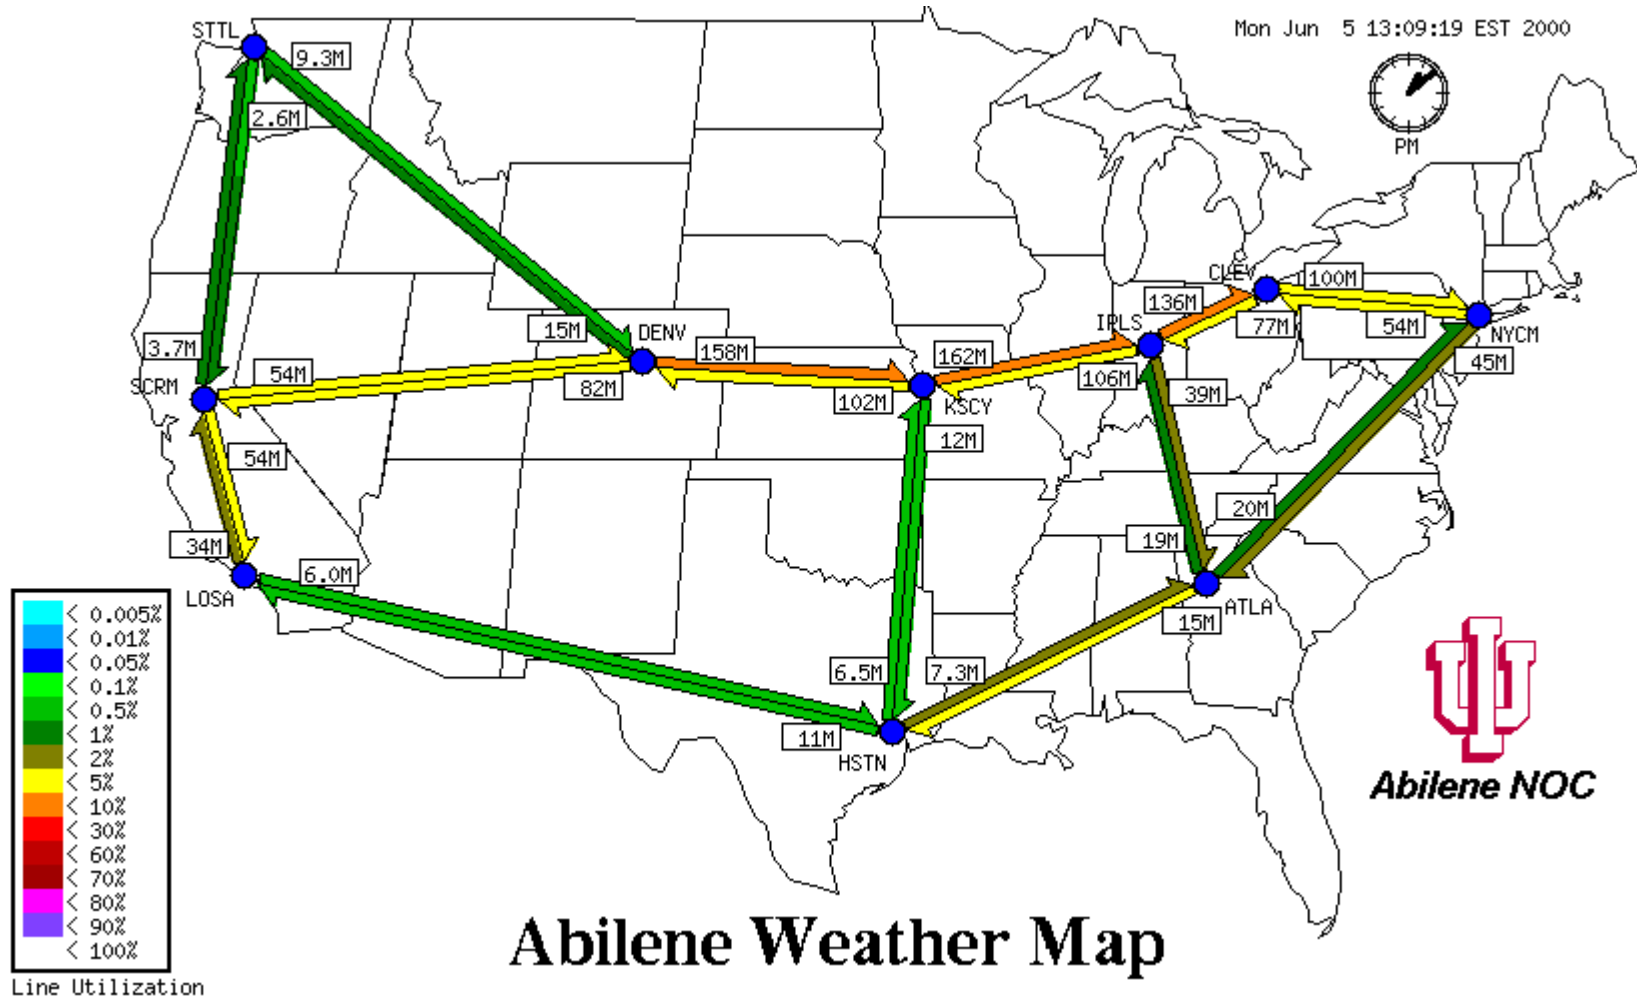 STTL
Mon Jun 5 13:09:19 EST 2000
9.3M
2.6M
PM
CLEV
100M
136M
IPLS
77M
54M
NYCM
15M
DENV
3.7M
158M
162M
45M
SCRM
54M
82M
102M
KSCY
106M
39M
12M
54M
20M
34M
19M
6.0M
LOSA
ATLA
15M
6.5M
7.3M
11M
HSTN
< 0.005%
< 0.01%
< 0.05%
< 0.1%
< 0.5%
< 1%
< 2%
< 5%
< 10%
< 30%
< 60%
< 70%
< 80%
< 90%
< 100%
Line Utilization
IU
Abilene NOC
Abilene Weather Map